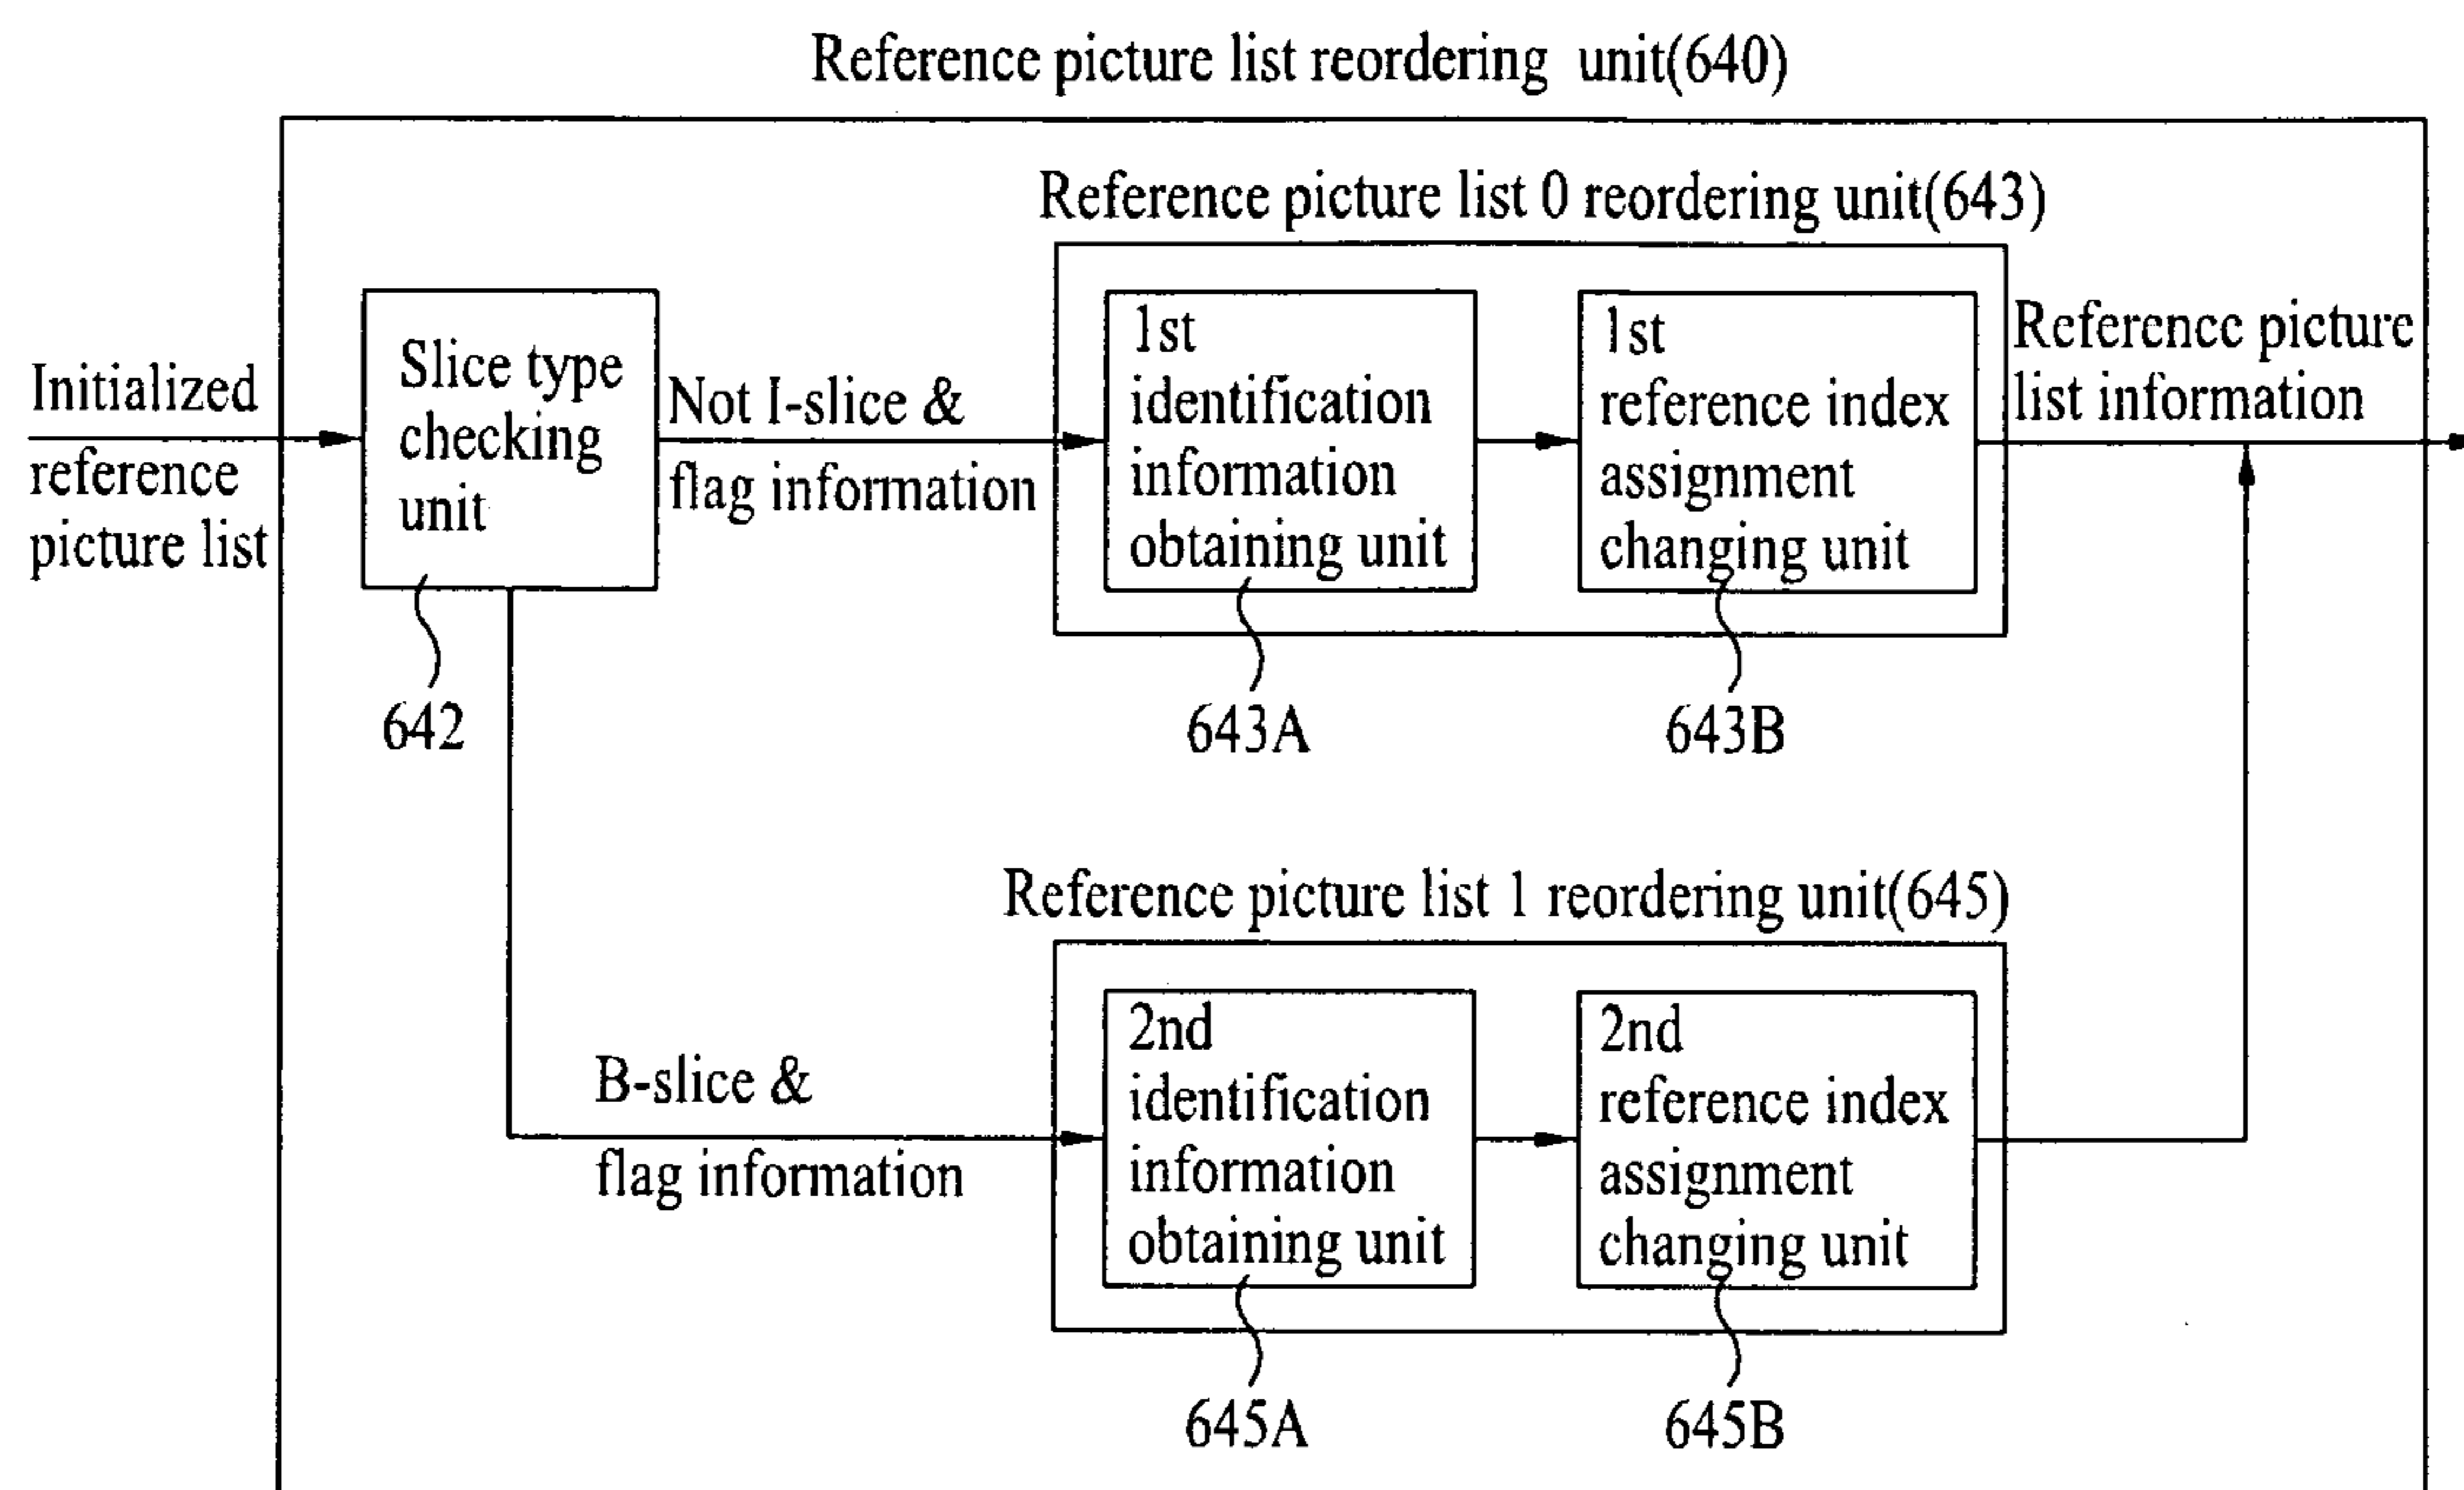 Reference picture list reordering unit(640)
Reference picture list 0 reordering unit(643)
Initialized
reference
picture list
Slice type
checking
unit
642
Not I-slice &
flag information
1st
identification
information
obtaining unit
643A
1st
reference index
assignment
changing unit
643B
Reference picture
list information
Reference picture list 1 reordering unit(645)
B-slice &
flag information
2nd
identification
information
obtaining unit
645A
2nd
reference index
assignment
changing unit
645B